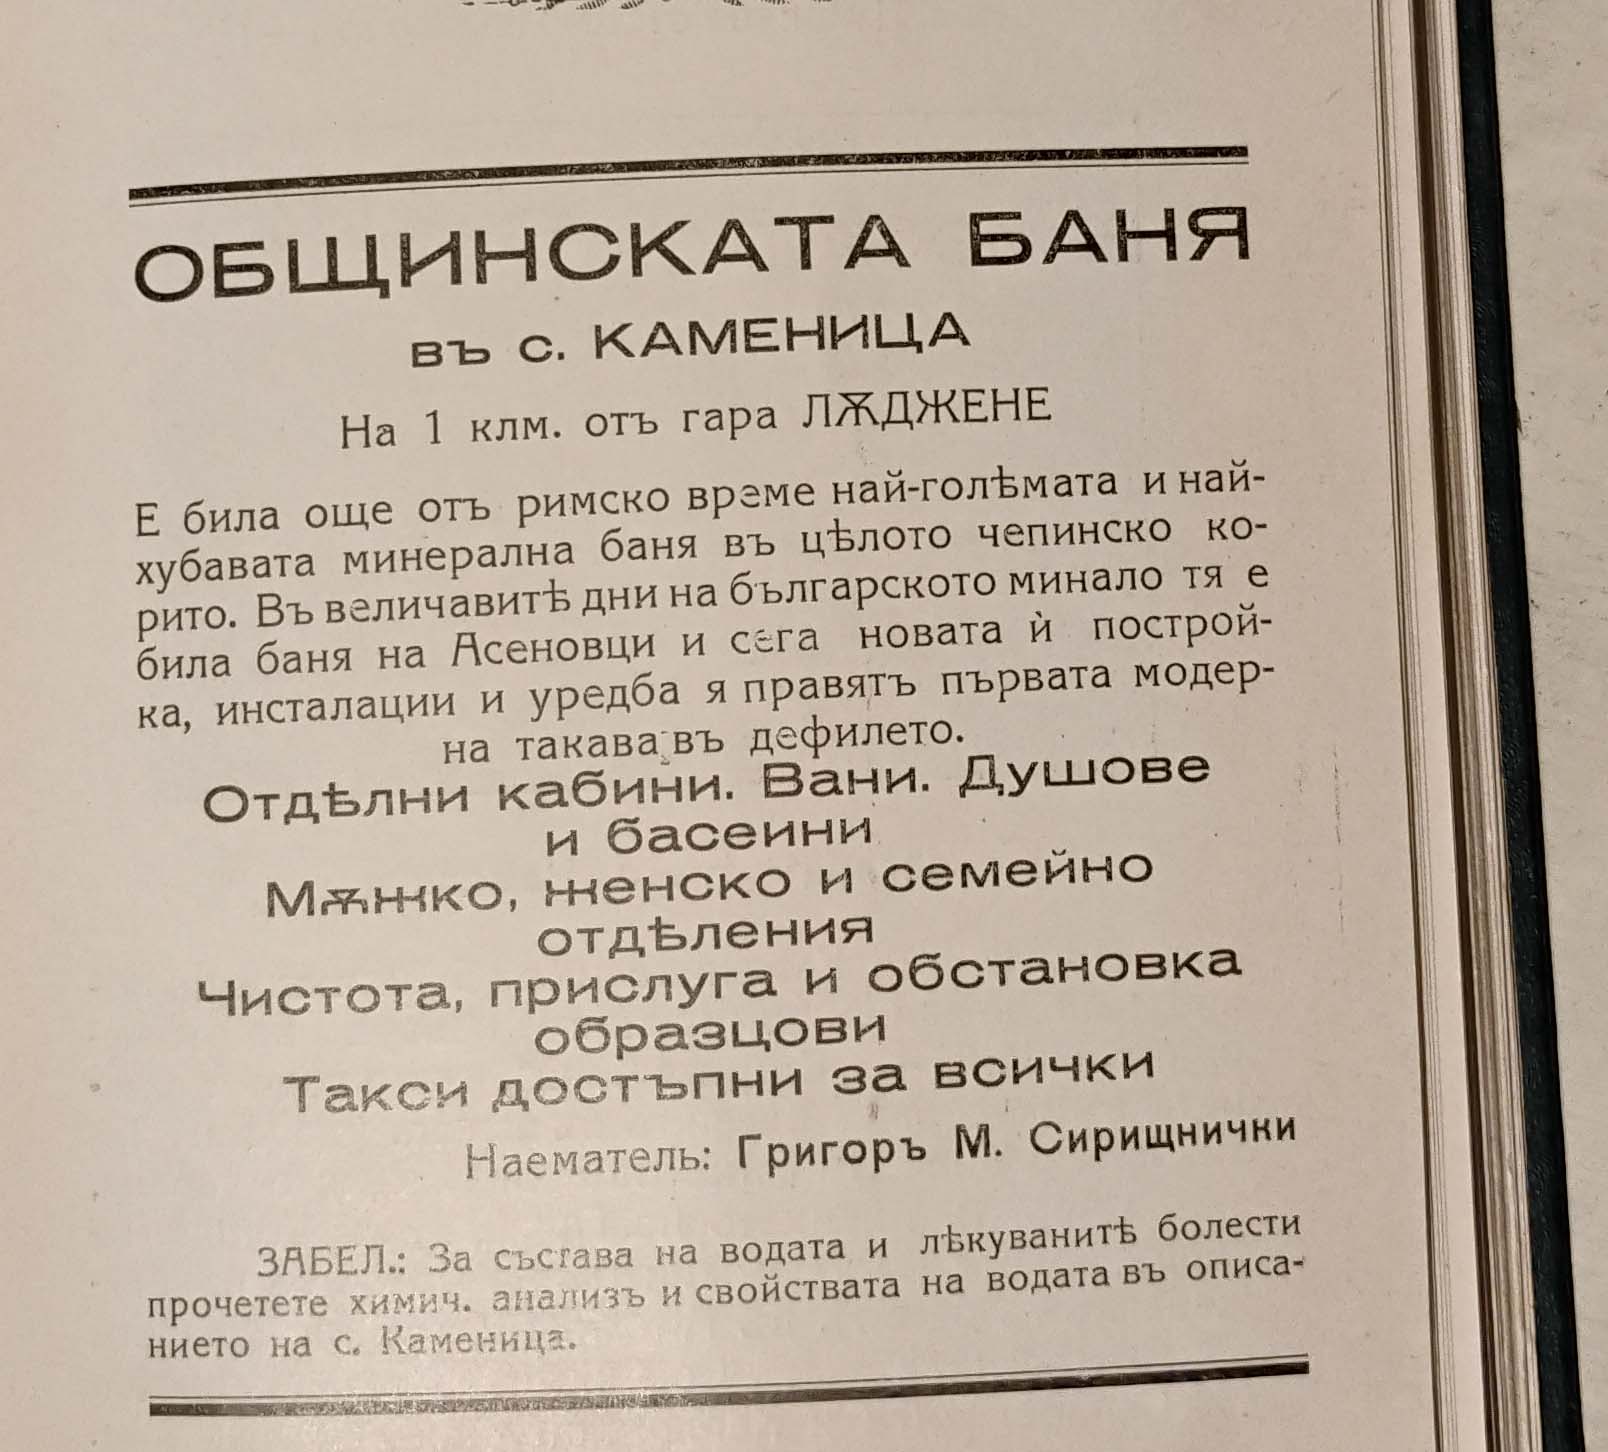 ОБЩИНСКАТА БАНЯ
въ с. КАМЕНИЦА
На 1 клм. отъ гара ЛѪДЖЕНЕ
Е била още отъ римско време най-голѣмата и най-
хубавата минерална баня въ цѣлото чепинско ко-
рито. Въ величавитѣ дни на българското минало тя е
била баня на Асеновци и сега новата ѝ построй-
ка, инсталации и уредба я правятъ първата модер-
на такава въ дефилето.
Отдѣлни кабини. Вани. Душове
и басеини
Мѫжко, женско и семейно
отдѣления
Чистота, прислуга и обстановка
образцови
Такси достъпни за всички
Наематель: Григоръ М. Сирищнички
ЗАБЕЛ.: За състава на водата и лѣкуванитѣ болести
прочетете химич. анализъ и свойствата на водата въ описа-
нието на с. Каменица.